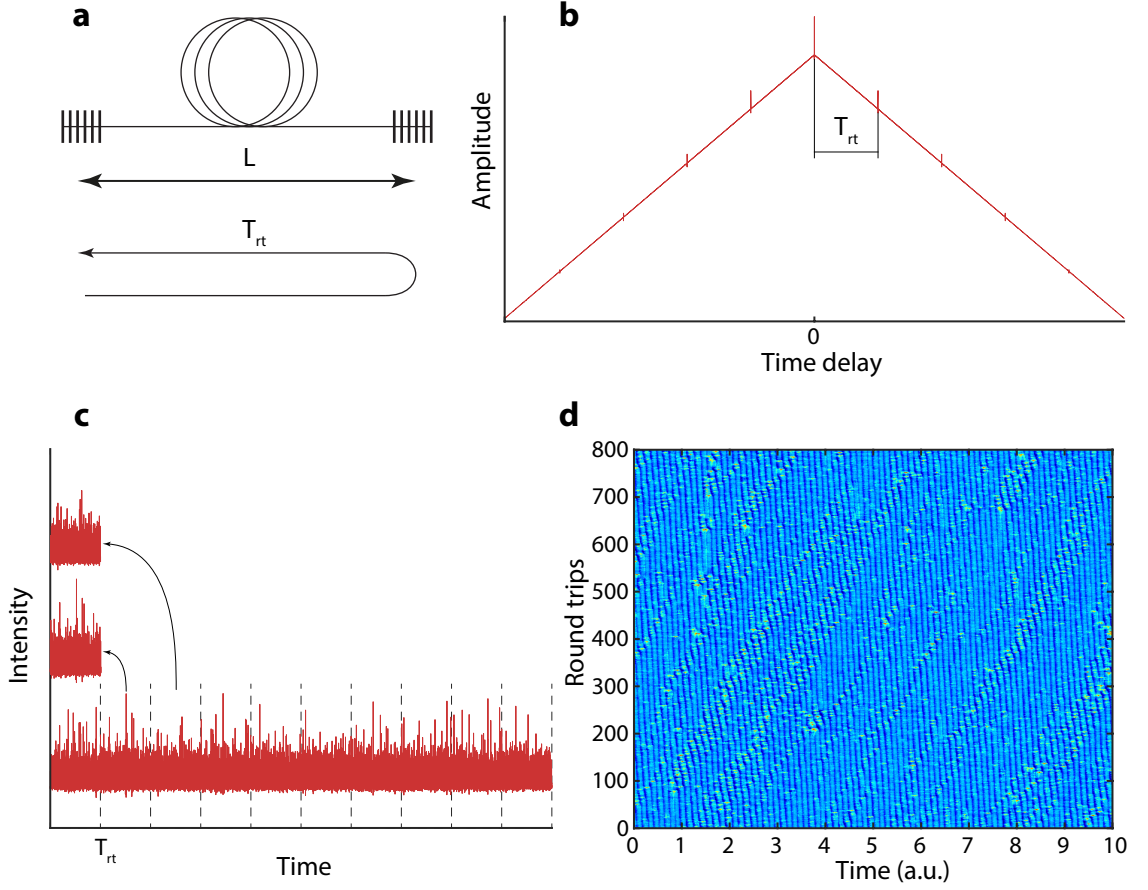 a
L
T_rt
b
Amplitude
T_rt
0
Time delay
c
Intensity
T_rt
Time
d
Round trips
800
700
600
500
400
300
200
100
0
0 1 2 3 4 5 6 7 8 9 10
Time (a.u.)